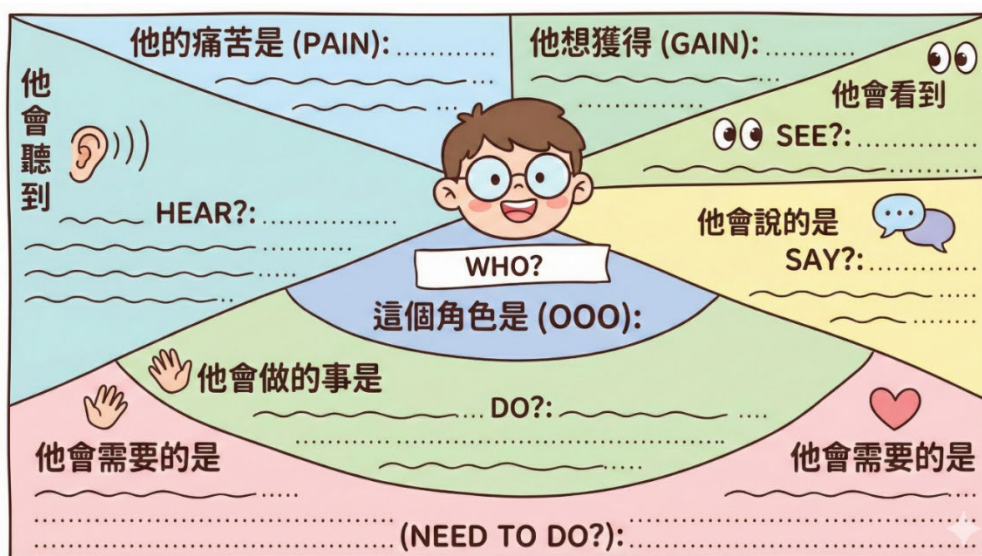 他的痛苦是 (PAIN):
他想獲得 (GAIN):
他會聽到
HEAR?:
他會看到
SEE?:
他會說的是
SAY?:
WHO?
這個角色是 (OOO):
他會做的事是
DO?:
他會需要的是
他會需要的是
(NEED TO DO?):